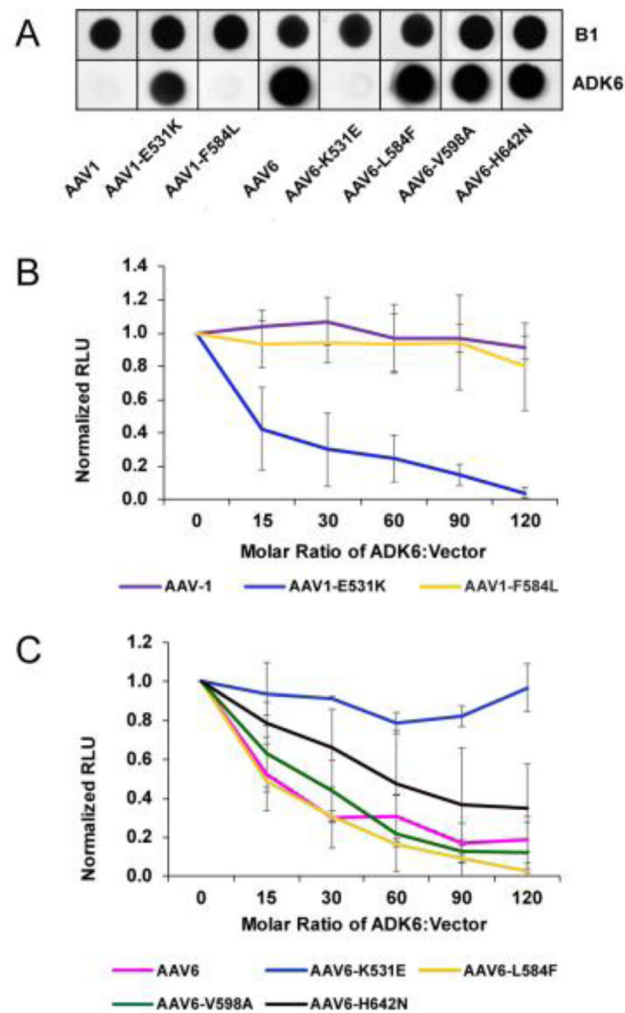 A
B1
ADK6
AAV1
AAV1-E531K
AAV1-F584L
AAV6
AAV6-K531E
AAV6-L584F
AAV6-V598A
AAV6-H642N
B
Normalized RLU
1.4
1.2
1.0
0.8
0.6
0.4
0.2
0.0
0 15 30 60 90 120
Molar Ratio of ADK6:Vector
AAV-1 AAV1-E531K AAV1-F584L
C
Normalized RLU
1.2
1.0
0.8
0.6
0.4
0.2
0.0
0 15 30 60 90 120
Molar Ratio of ADK6:Vector
AAV6 AAV6-K531E AAV6-L584F
AAV6-V598A AAV6-H642N